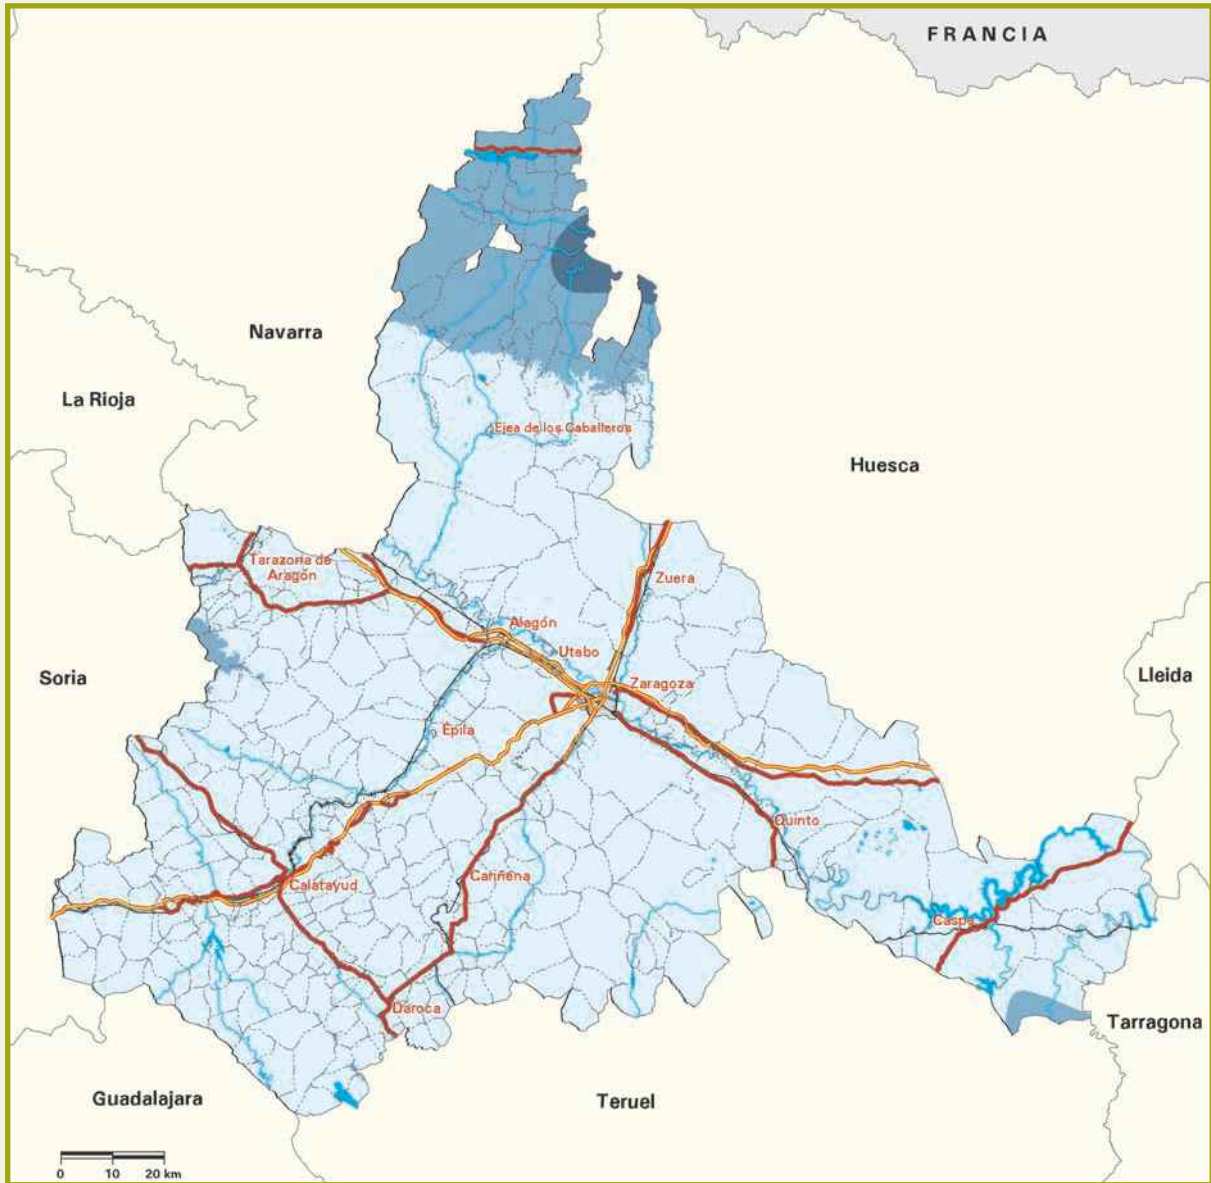 FRANCIA
Navarra
La Rioja
Ejea de los Caballeros
Huesca
Tarazona de
Aragón
Zuera
Alagón
Utebo
Soria
Zaragoza
Lleida
Épila
Quinto
Calatayud
Cariñena
Caspe
Daroca
Tarragona
Guadalajara
Teruel
0 10 20 km